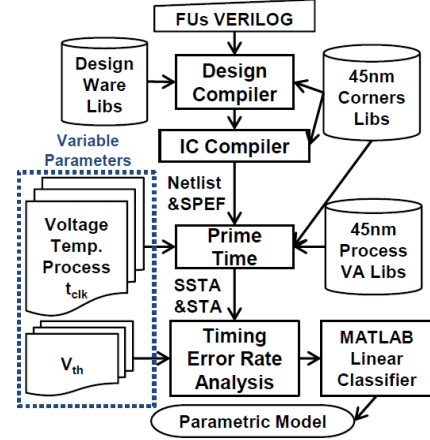 FUs VERILOG
Design
Ware
Libs
Design
Compiler
45nm
Corners
Libs
Variable
Parameters
IC Compiler
Netlist
&SPEF
Voltage
Temp.
Process
tclk
Prime
Time
45nm
Process
VA Libs
SSTA
& STA
Vth
Timing
Error Rate
Analysis
MATLAB
Linear
Classifier
Parametric Model